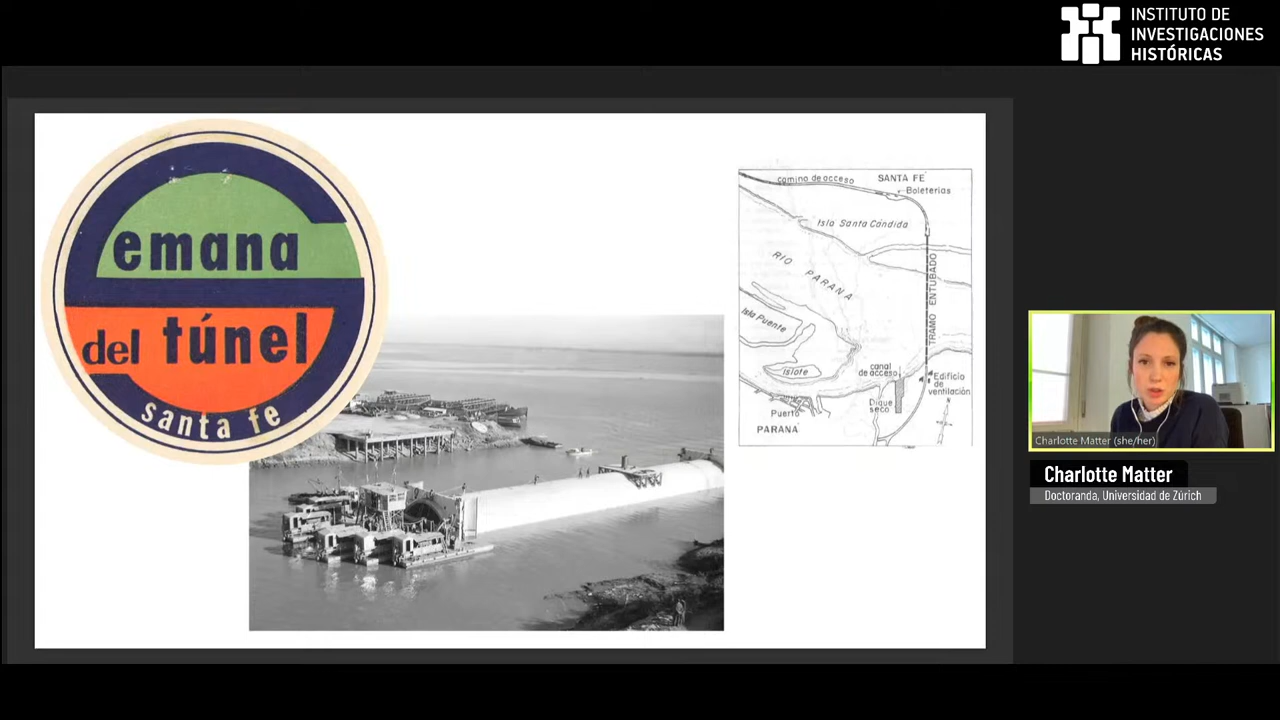 INSTITUTO DE
INVESTIGACIONES
HISTÓRICAS
emana
del túnel
santa fe
camino de acceso
SANTA FE
Boleterías
Isla Santa Cándida
RIO PARANA
TRAMO ENTUBADO
Isla Puente
Islote
canal
de acceso
Edificio
de
ventilación
Dique
seco
Puerto
PARANA
Charlotte Matter (she/her)
Charlotte Matter
Doctoranda, Universidad de Zúrich